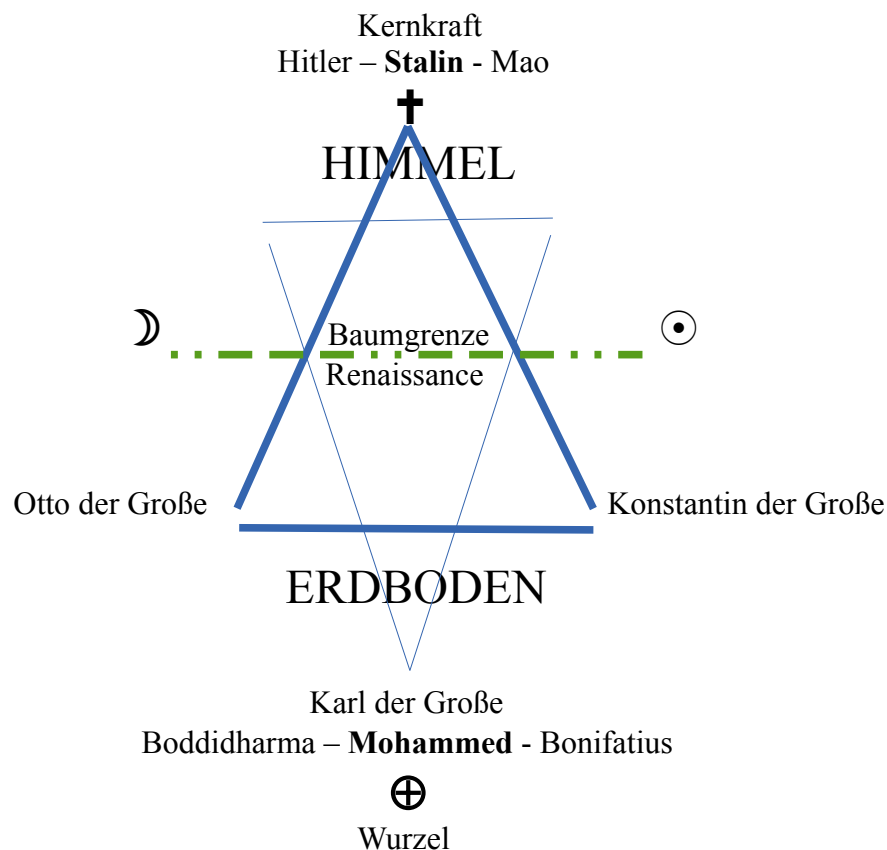 Kernkraft
Hitler – Stalin - Mao
✝
HIMMEL
☽ ☉
Baumgrenze
Renaissance
Otto der Große
Konstantin der Große
ERDBODEN
Karl der Große
Boddidharma – Mohammed - Bonifatius
⊕
Wurzel